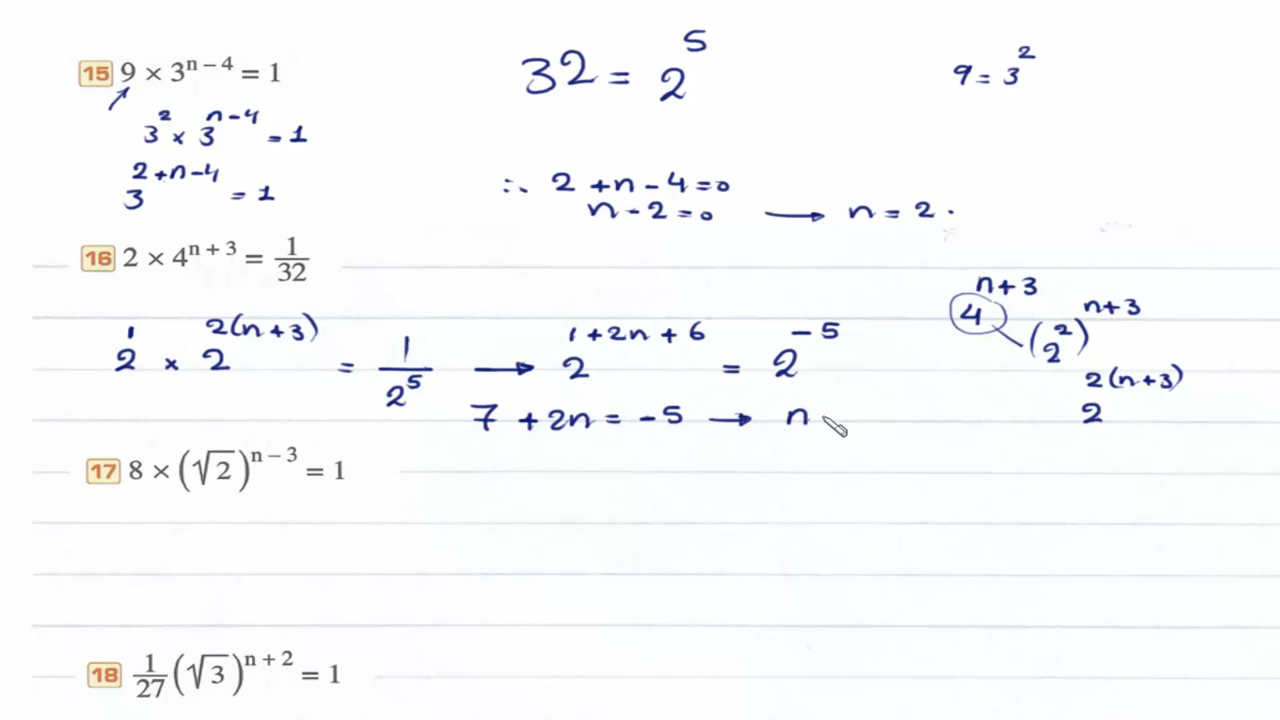 15 9 × 3^(n – 4) = 1
32 = 2^5
9 = 3^2
3^2 × 3^(n-4) = 1
3^(2+n-4) = 1
∴ 2 + n - 4 = 0
n - 2 = 0 → n = 2 .
16 2 × 4^(n + 3) = 1/32
4^(n+3)
(2^2)^(n+3)
2^(2(n+3))
2^1 × 2^(2(n+3)) = 1/2^5 → 2^(1+2n+6) = 2^(-5)
7 + 2n = -5 → n
17 8 × (√2)^(n – 3) = 1
18 1/27 (√3)^(n + 2) = 1